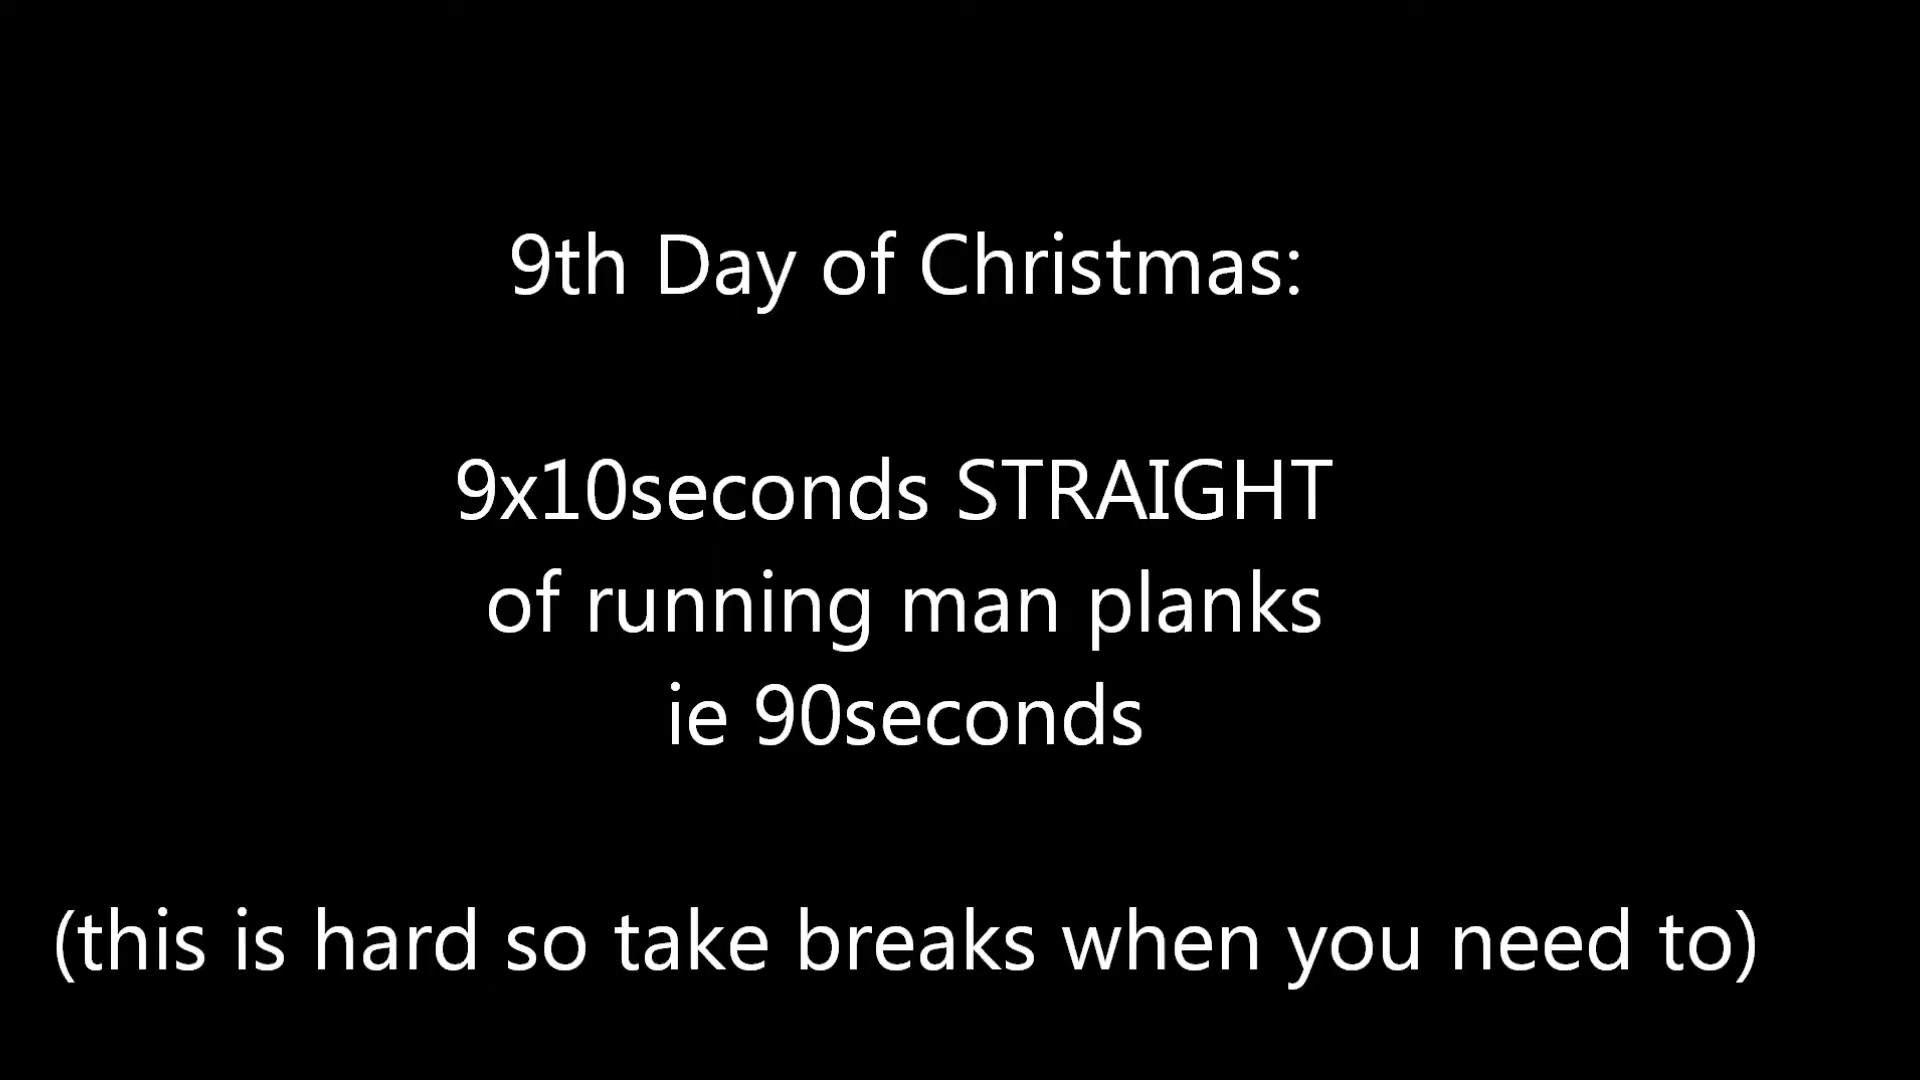 9th Day of Christmas:
9x10seconds STRAIGHT
of running man planks
ie 90seconds
(this is hard so take breaks when you need to)